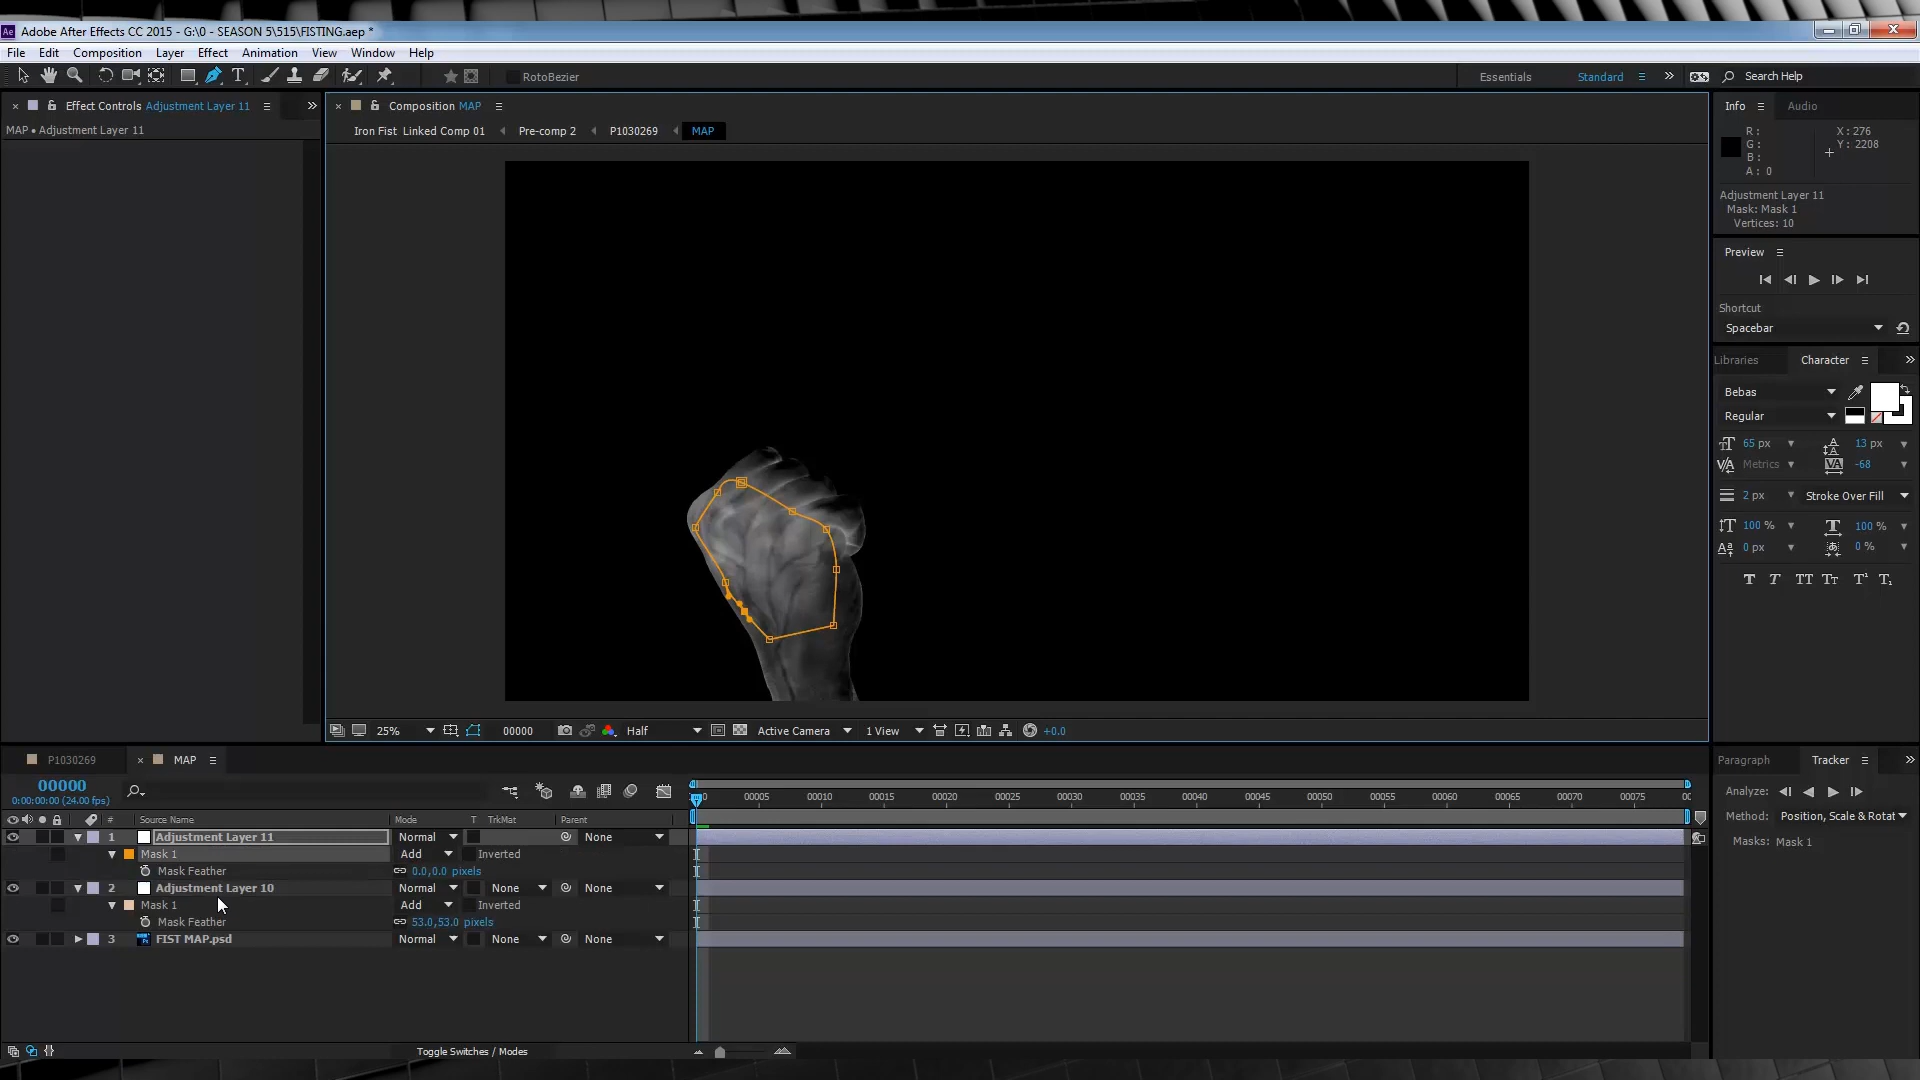 Ae Adobe After Effects CC 2015 - G:\0 - SEASON 5\515\FISTING.aep *
File Edit Composition Layer Effect Animation View Window Help
RotoBezier
Essentials Standard Search Help
Effect Controls Adjustment Layer 11
MAP • Adjustment Layer 11
Composition MAP
Iron Fist Linked Comp 01 Pre-comp 2 P1030269 MAP
Info Audio
R: X: 276
G: Y: 2208
B:
A: 0
Adjustment Layer 11
Mask: Mask 1
Vertices: 10
Preview
Shortcut
Spacebar
Libraries Character
Bebas
Regular
65 px 13 px
Metrics -68
2 px Stroke Over Fill
100 % 100 %
0 px 0 %
25% 00000 Half Active Camera 1 View +0.0
P1030269 MAP
00000
0:00:00:00 (24.00 fps)
00005 00010 00015 00020 00025 00030 00035 00040 00045 00050 00055 00060 00065 00070 00075
# Source Name Mode T TrkMat Parent
1 Adjustment Layer 11 Normal None
Mask 1 Add Inverted
Mask Feather 0.0,0.0 pixels
2 Adjustment Layer 10 Normal None None
Mask 1 Add Inverted
Mask Feather 53.0,53.0 pixels
3 FIST MAP.psd Normal None None
Toggle Switches / Modes
Paragraph Tracker
Analyze:
Method: Position, Scale & Rotat
Masks: Mask 1